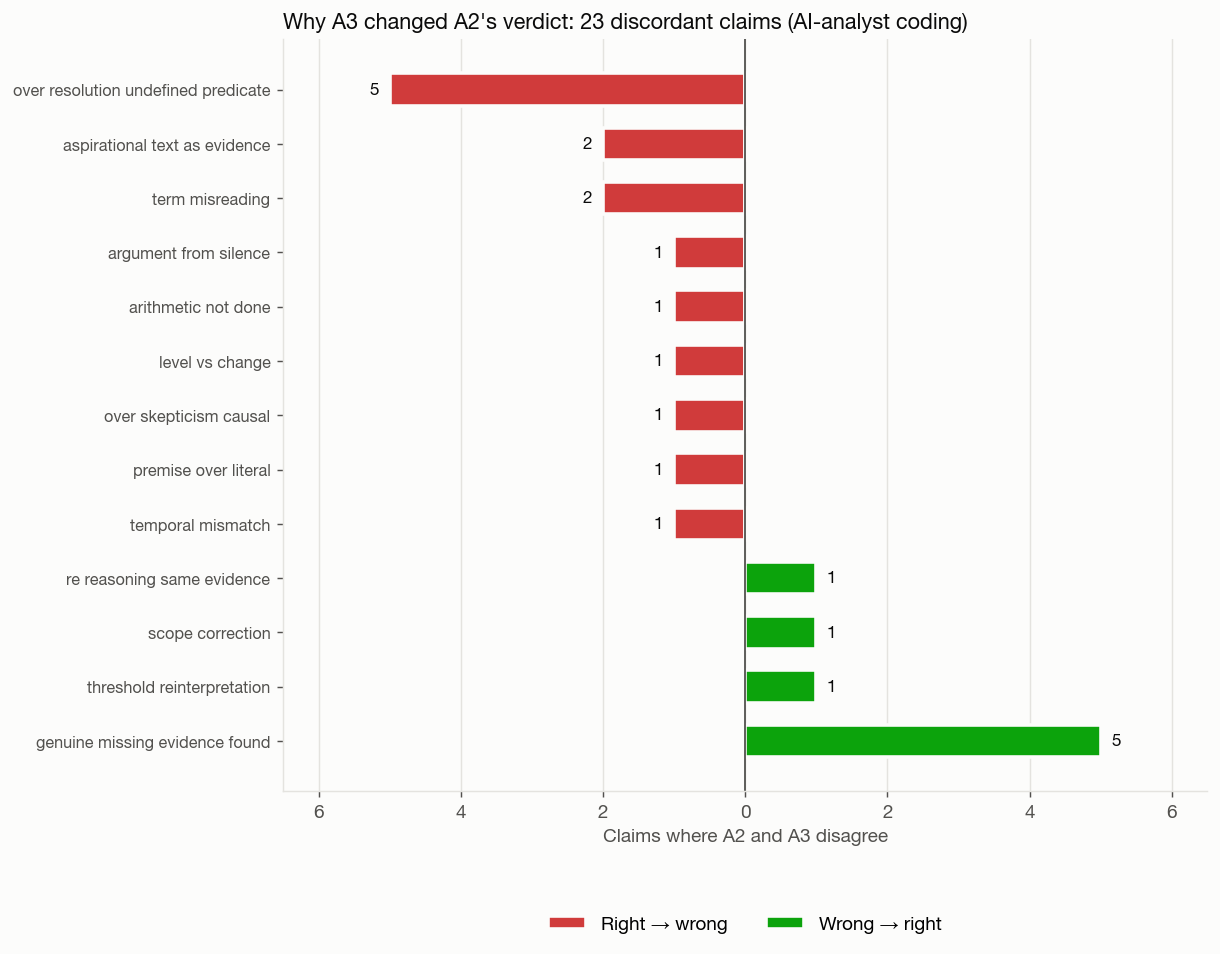 Why A3 changed A2's verdict: 23 discordant claims (AI-analyst coding)
over resolution undefined predicate 5
aspirational text as evidence 2
term misreading 2
argument from silence 1
arithmetic not done 1
level vs change 1
over skepticism causal 1
premise over literal 1
temporal mismatch 1
re reasoning same evidence 1
scope correction 1
threshold reinterpretation 1
genuine missing evidence found 5
6 4 2 0 2 4 6
Claims where A2 and A3 disagree
Right → wrong Wrong → right